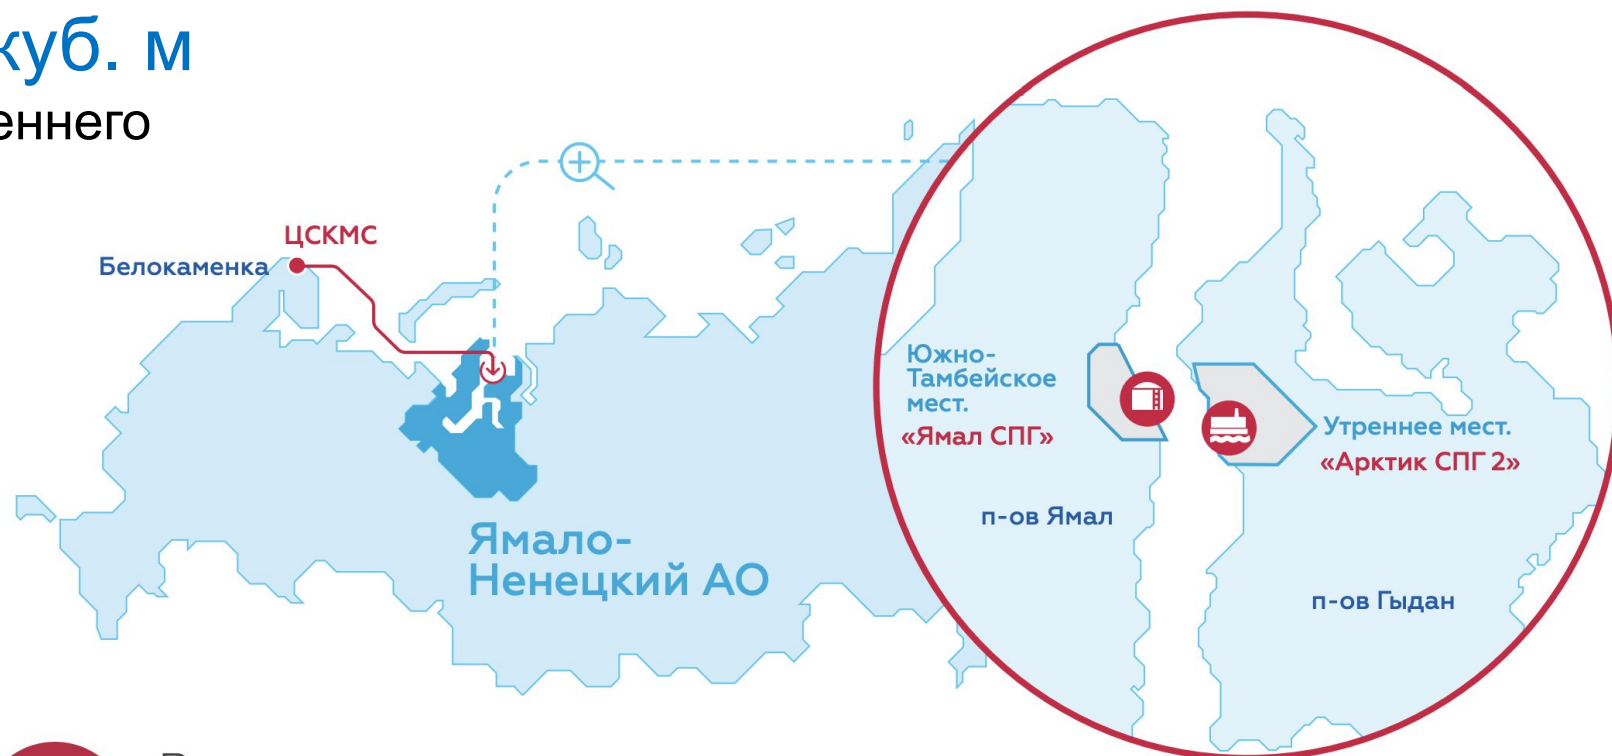 куб. м
еннего
ЦСКМС
Белокаменка
Ямало-
Ненецкий АО
Южно-
Тамбейское
мест.
«Ямал СПГ»
п-ов Ямал
Утреннее мест.
«Арктик СПГ 2»
п-ов Гыдан